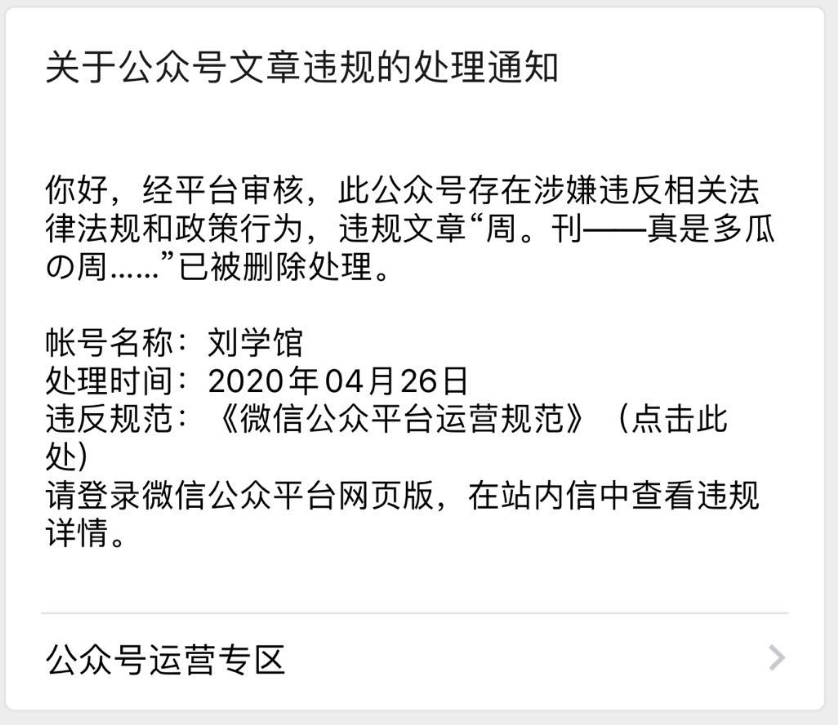 关于公众号文章违规的处理通知
你好，经平台审核，此公众号存在涉嫌违反相关法
律法规和政策行为，违规文章“周。刊——真是多瓜
の周……”已被删除处理。
帐号名称：刘学馆
处理时间：2020年04月26日
违反规范：《微信公众平台运营规范》（点击此
处）
请登录微信公众平台网页版，在站内信中查看违规
详情。
公众号运营专区